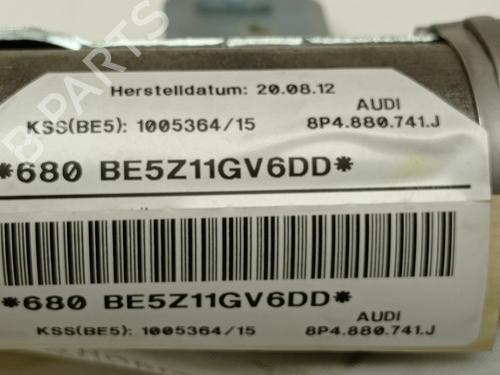 Herstelldatum: 20.08.12
AUDI
KSS(BE5): 1005364/15
8P4.880.741.J
*680 BE5Z11GV6DD*
*680 BE5Z11GV6DD*
AUDI
KSS(BE5): 1005364/15
8P4.880.741.J